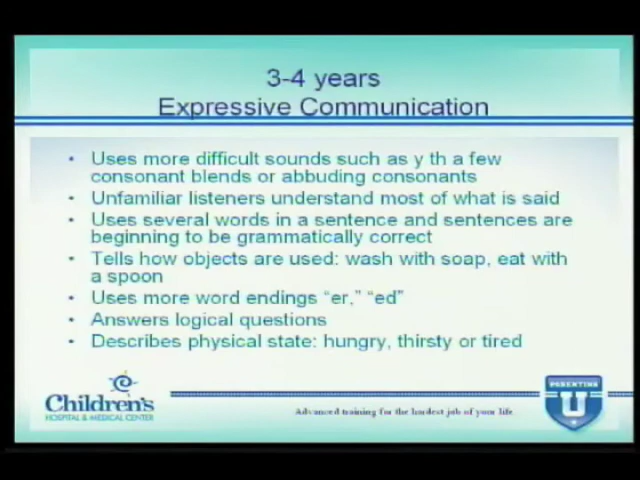 3-4 years
Expressive Communication
• Uses more difficult sounds such as y th a few
consonant blends or abbuding consonants
• Unfamiliar listeners understand most of what is said
• Uses several words in a sentence and sentences are
beginning to be grammatically correct
• Tells how objects are used: wash with soap, eat with
a spoon
• Uses more word endings “er,” “ed”
• Answers logical questions
• Describes physical state: hungry, thirsty or tired
Children's
HOSPITAL & MEDICAL CENTER
Advanced training for the hardest job of your life
PARENTING
U